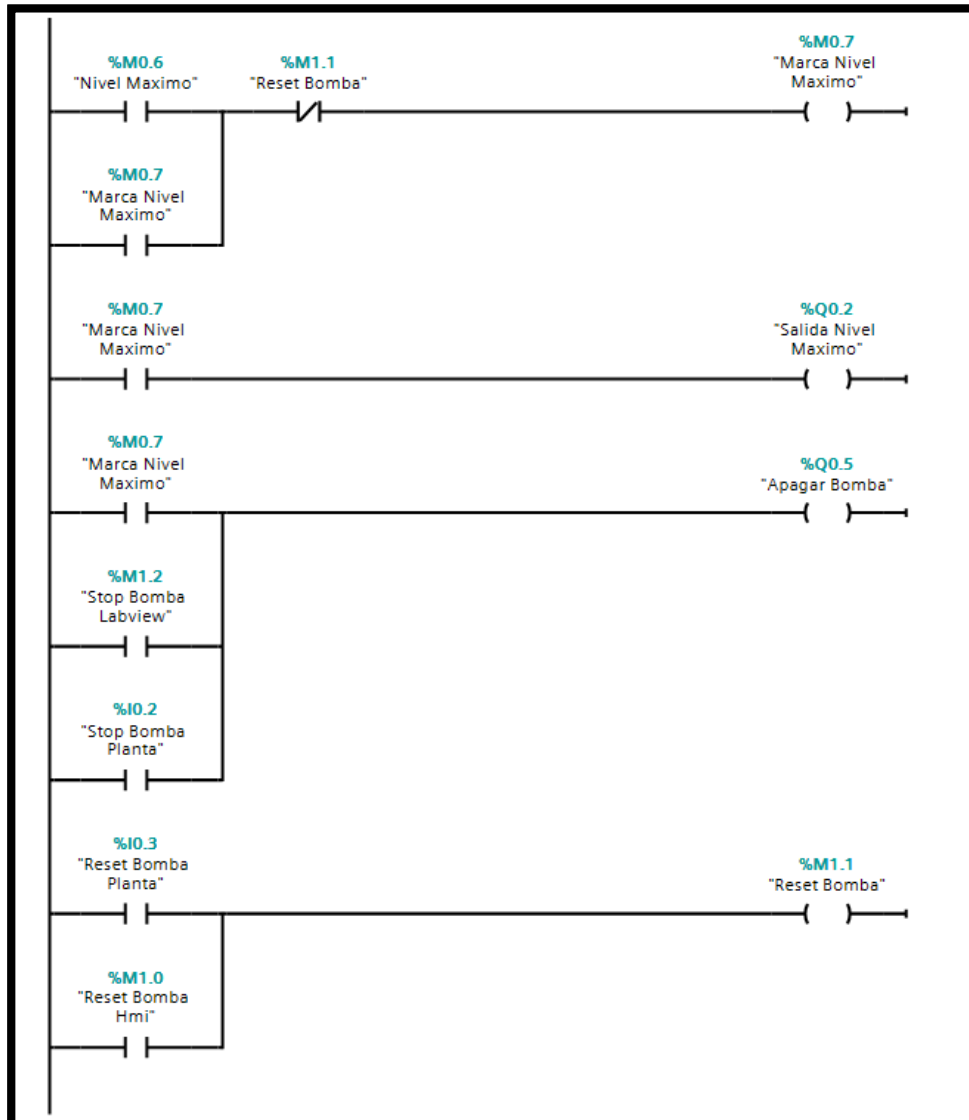 %M0.6
"Nivel Maximo"
%M1.1
"Reset Bomba"
%M0.7
"Marca Nivel
Maximo"
%M0.7
"Marca Nivel
Maximo"
%M0.7
"Marca Nivel
Maximo"
%Q0.2
"Salida Nivel
Maximo"
%M0.7
"Marca Nivel
Maximo"
%Q0.5
"Apagar Bomba"
%M1.2
"Stop Bomba
Labview"
%I0.2
"Stop Bomba
Planta"
%I0.3
"Reset Bomba
Planta"
%M1.1
"Reset Bomba"
%M1.0
"Reset Bomba
Hmi"